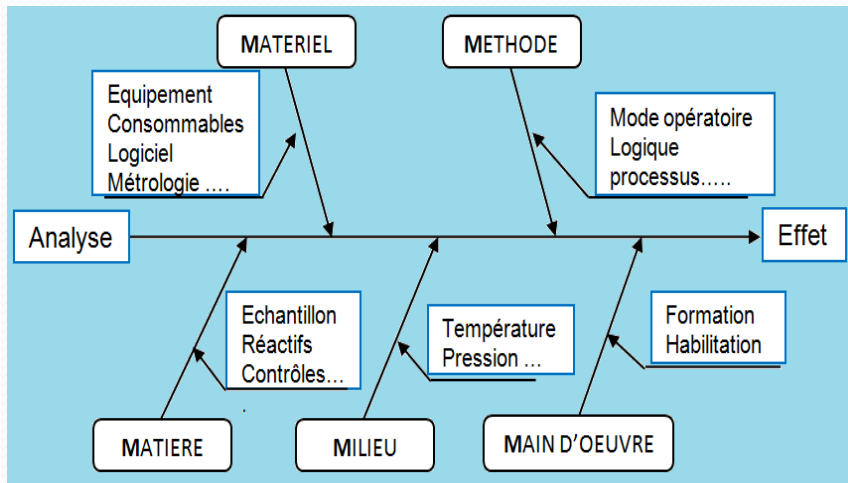 MATERIEL
METHODE
Equipement
Consommables
Logiciel
Métrologie ….
Mode opératoire
Logique
processus…..
Analyse
Effet
Echantillon
Réactifs
Contrôles…
.
Température
Pression …
Formation
Habilitation
MATIERE
MILIEU
MAIN D’OEUVRE